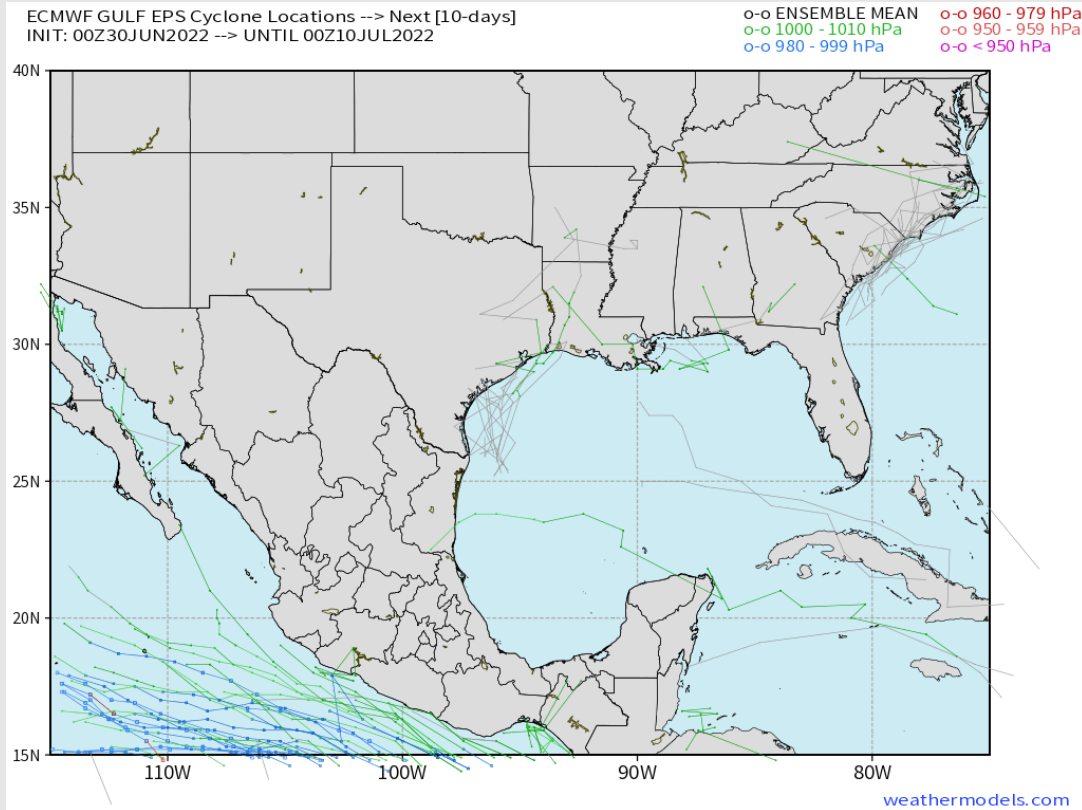 ECMWF GULF EPS Cyclone Locations --> Next [10-days]
INIT: 00Z30JUN2022 --> UNTIL 00Z10JUL2022
o-o ENSEMBLE MEAN
o-o 1000 - 1010 hPa
o-o 980 - 999 hPa
o-o 960 - 979 hPa
o-o 950 - 959 hPa
o-o < 950 hPa
40N
35N
30N
25N
20N
15N
110W 100W 90W 80W
weathermodels.com